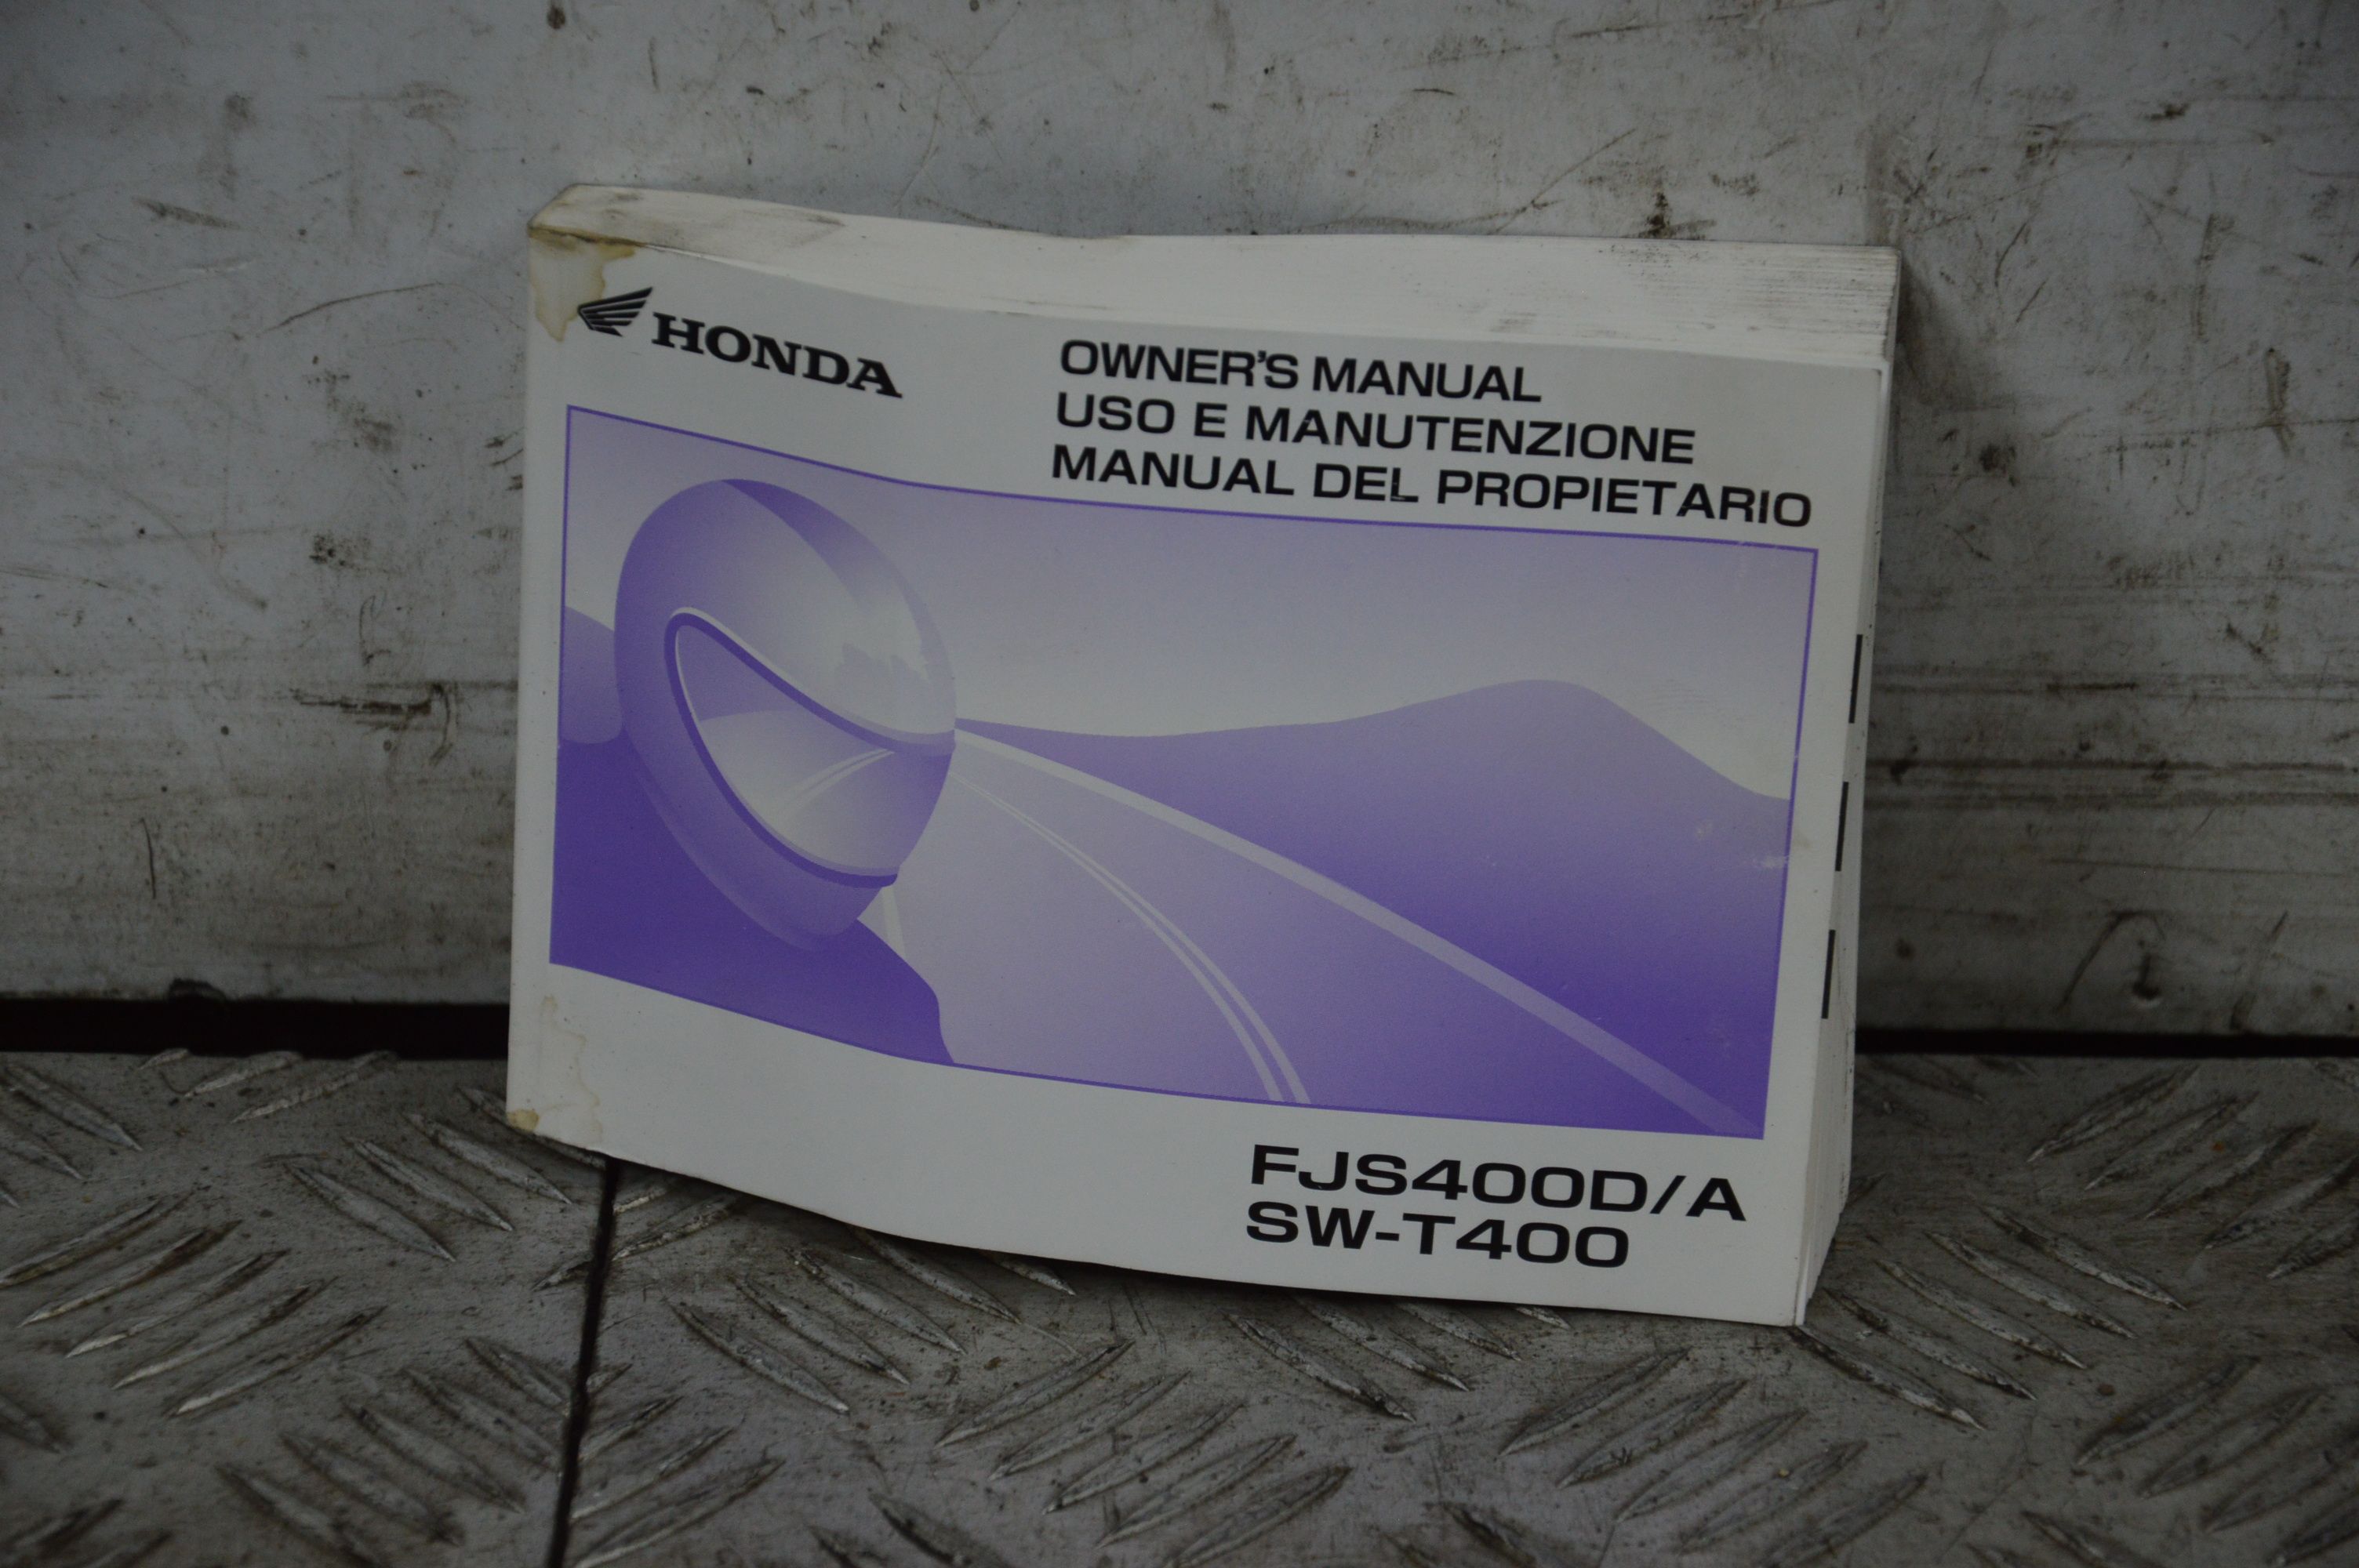 HONDA
OWNER'S MANUAL
USO E MANUTENZIONE
MANUAL DEL PROPIETARIO
FJS400D/A
SW-T400